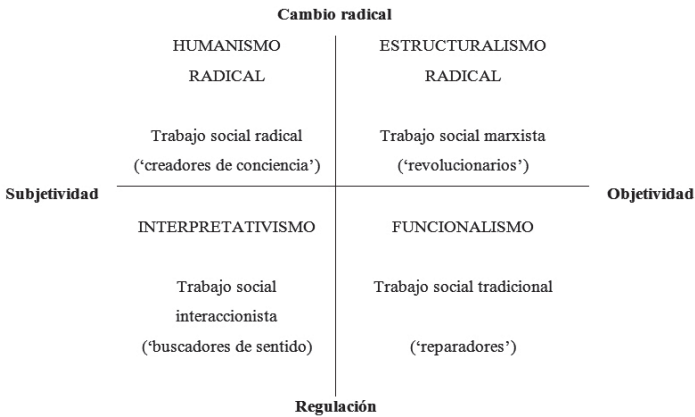 Cambio radical
HUMANISMO
RADICAL
Trabajo social radical
(‘creadores de conciencia’)
ESTRUCTURALISMO
RADICAL
Trabajo social marxista
(‘revolucionarios’)
Subjetividad
Objetividad
INTERPRETATIVISMO
Trabajo social
interaccionista
(‘buscadores de sentido)
FUNCIONALISMO
Trabajo social tradicional
(‘reparadores’)
Regulación